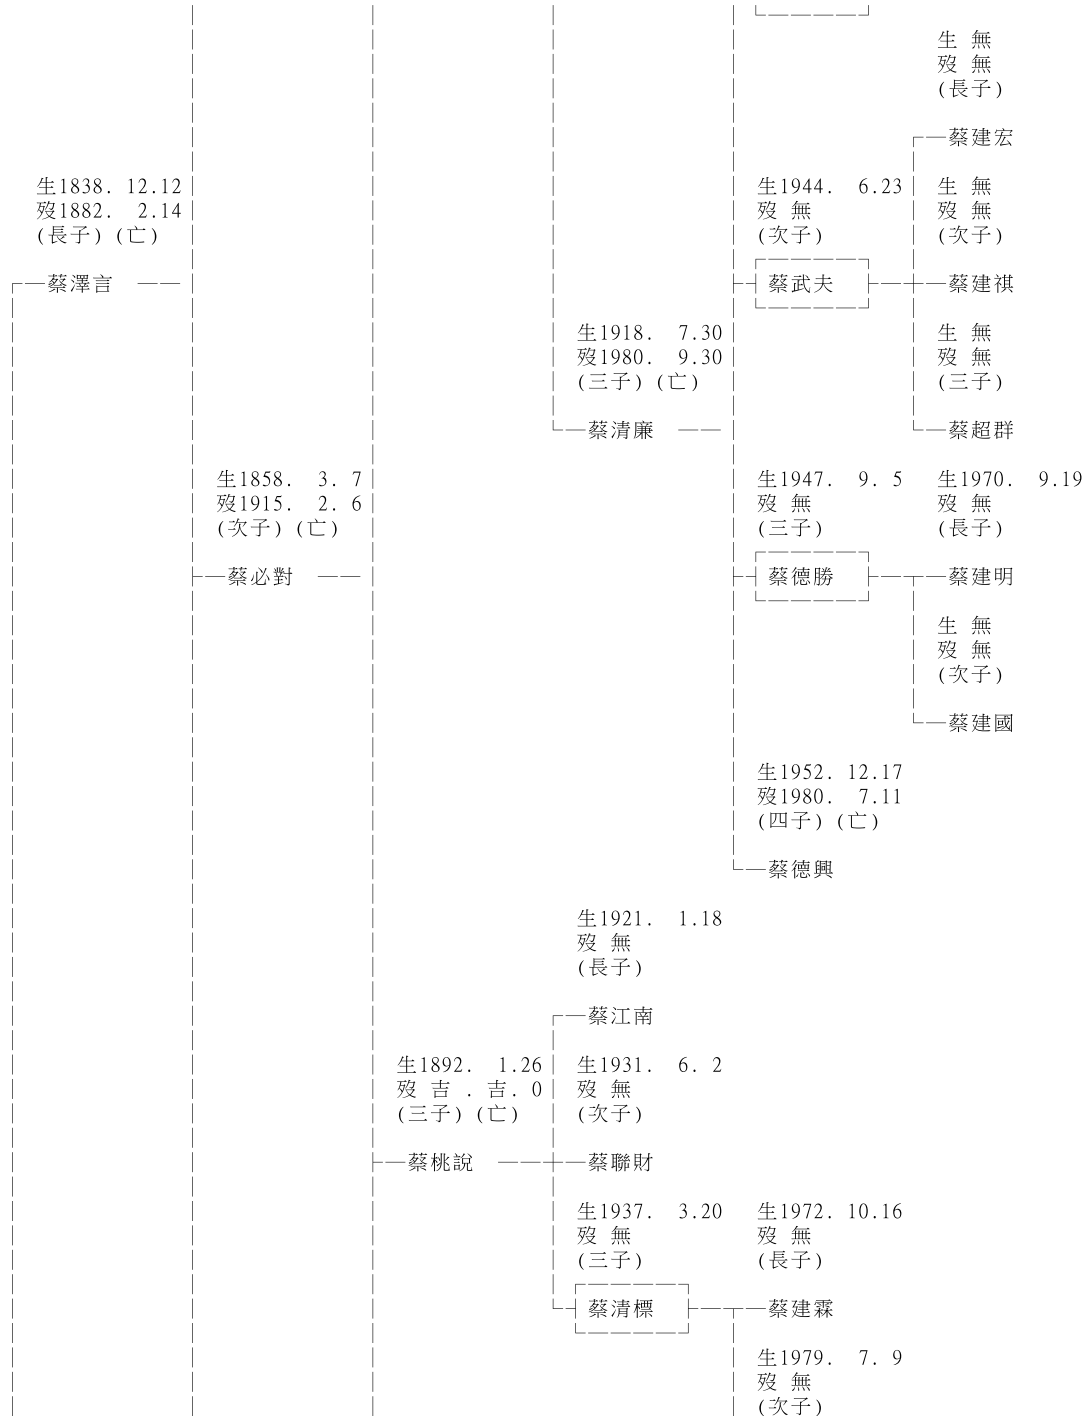 生 無
歿 無
(長子)
蔡建宏
生1838. 12.12 生1944. 6.23 生 無
歿1882. 2.14 歿 無 歿 無
(長子)(亡) (次子) (次子)
蔡澤言 蔡武夫 蔡建祺
生1918. 7.30 生 無
歿1980. 9.30 歿 無
(三子)(亡) (三子)
蔡清廉 蔡超群
生1858. 3. 7 生1947. 9. 5 生1970. 9.19
歿1915. 2. 6 歿 無 歿 無
(次子)(亡) (三子) (長子)
蔡必對 蔡德勝 蔡建明
生 無
歿 無
(次子)
蔡建國
生1952. 12.17
歿1980. 7.11
(四子)(亡)
蔡德興
生1921. 1.18
歿 無
(長子)
蔡江南
生1892. 1.26 生1931. 6. 2
歿 吉 . 吉. 0 歿 無
(三子)(亡) (次子)
蔡桃說 蔡聯財
生1937. 3.20 生1972. 10.16
歿 無 歿 無
(三子) (長子)
蔡清標 蔡建霖
生1979. 7. 9
歿 無
(次子)